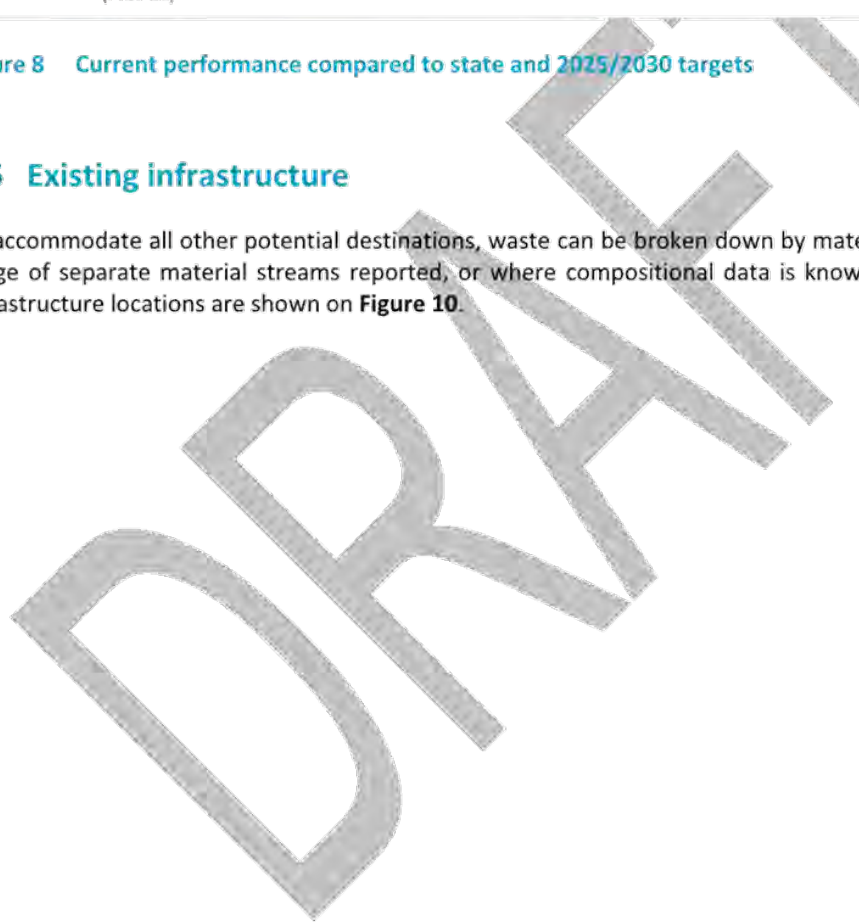 ure 8 Current performance compared to state and 2025/2030 targets
Existing infrastructure
accommodate all other potential destinations, waste can be broken down by mate
ge of separate material streams reported, or where compositional data is know
astructure locations are shown on Figure 10.
DRAFT